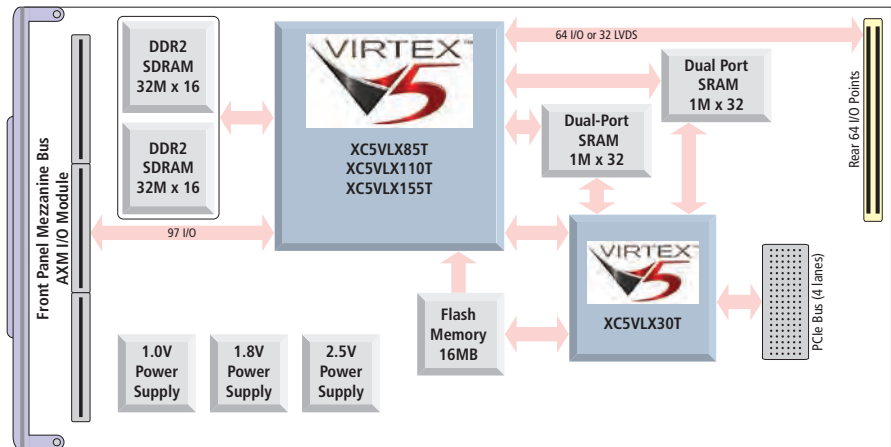 Front Panel Mezzanine Bus
AXM I/O Module
DDR2
SDRAM
32M x 16
DDR2
SDRAM
32M x 16
97 I/O
VIRTEX™
5
XC5VLX85T
XC5VLX110T
XC5VLX155T
64 I/O or 32 LVDS
Dual Port
SRAM
1M x 32
Dual-Port
SRAM
1M x 32
Rear 64 I/O Points
VIRTEX
5
XC5VLX30T
PCIe Bus (4 lanes)
Flash
Memory
16MB
1.0V
Power
Supply
1.8V
Power
Supply
2.5V
Power
Supply